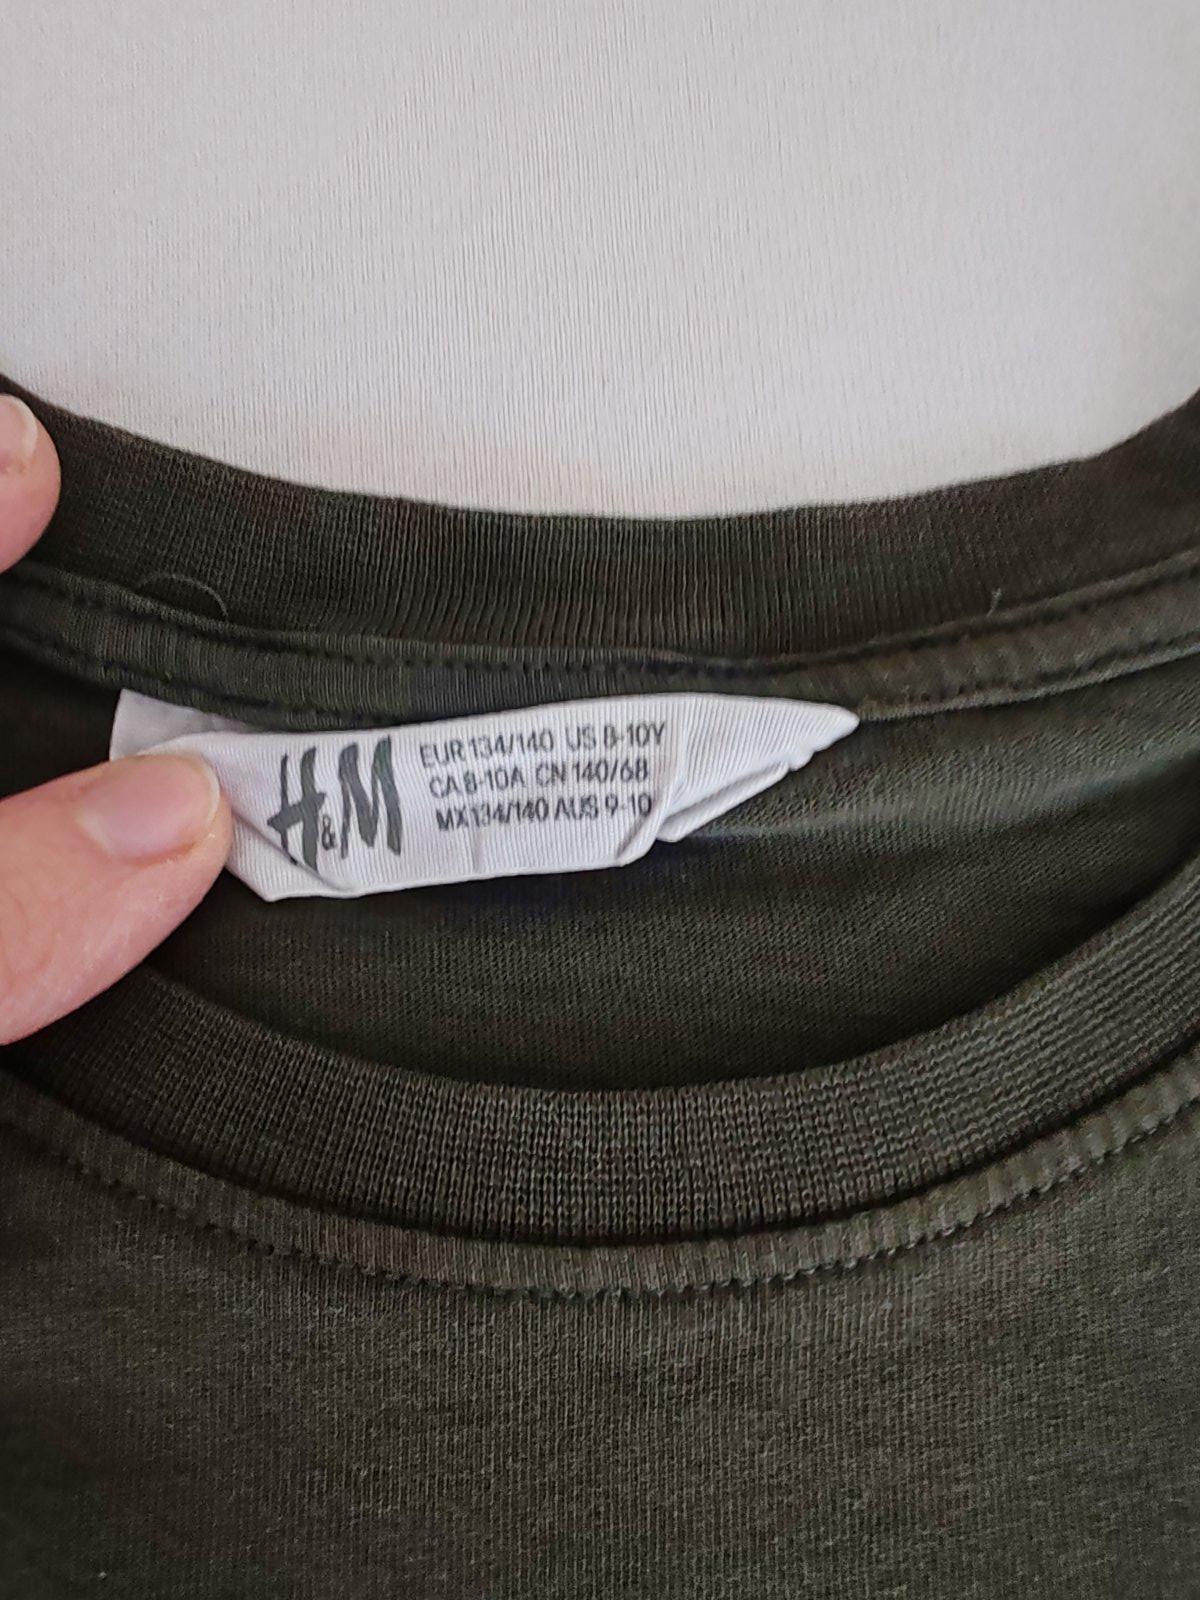 H&M
EUR 134/140 US 8-10Y
CA 8-10A CN 140/68
MX 134/140 AUS 9-10